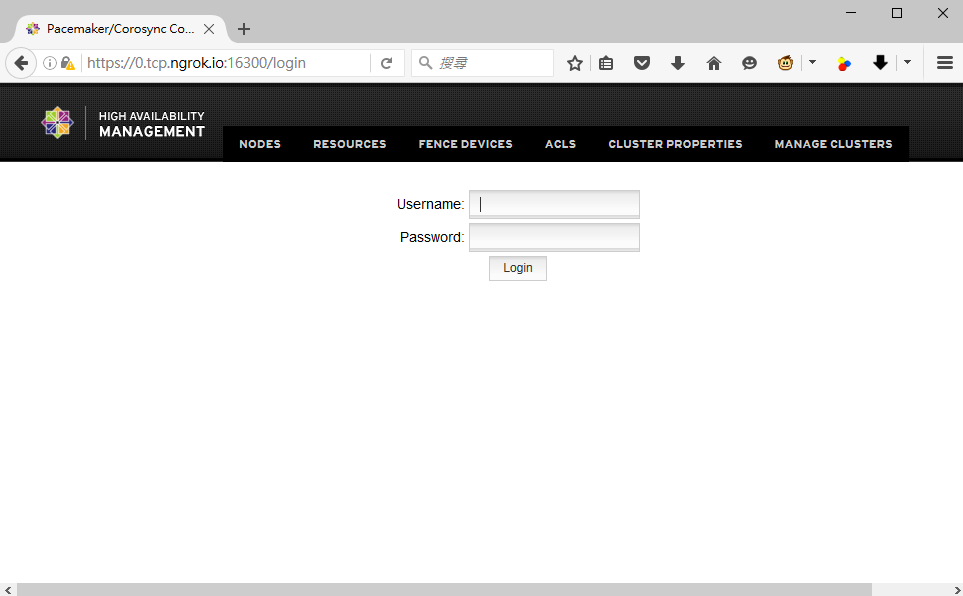 Pacemaker/Corosync Co...
https://0.tcp.ngrok.io:16300/login
搜尋
HIGH AVAILABILITY
MANAGEMENT
NODES RESOURCES FENCE DEVICES ACLS CLUSTER PROPERTIES MANAGE CLUSTERS
Username:
Password:
Login